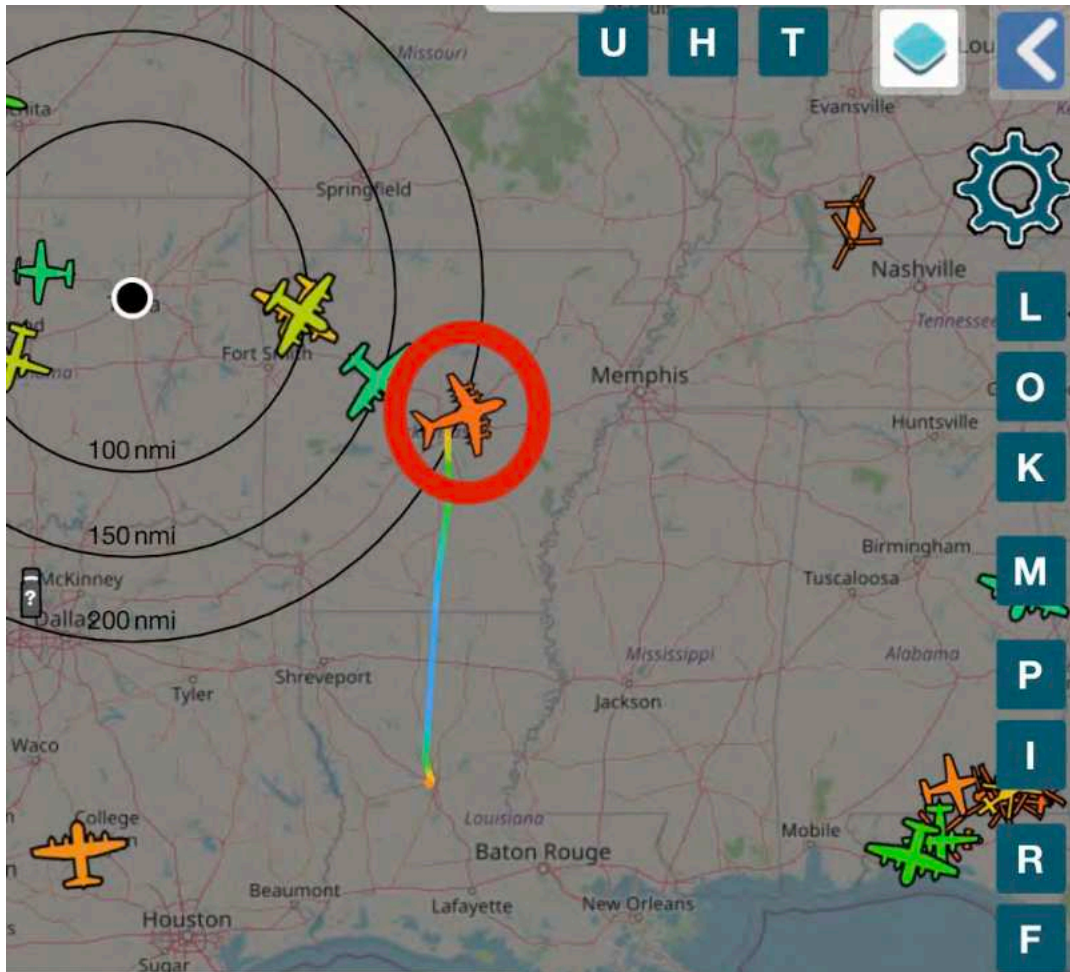 Missouri
U
H
T
Lou
Evansville
Springfield
Nashville
Tennessee
L
Fort Smith
Memphis
O
Huntsville
K
100 nmi
150 nmi
Birmingham
Tuscaloosa
M
McKinney
?
Dallas
200 nmi
Mississippi
Alabama
Shreveport
P
Tyler
Jackson
Waco
I
College
Louisiana
Mobile
Baton Rouge
R
Beaumont
Lafayette
New Orleans
Houston
F
Sugar